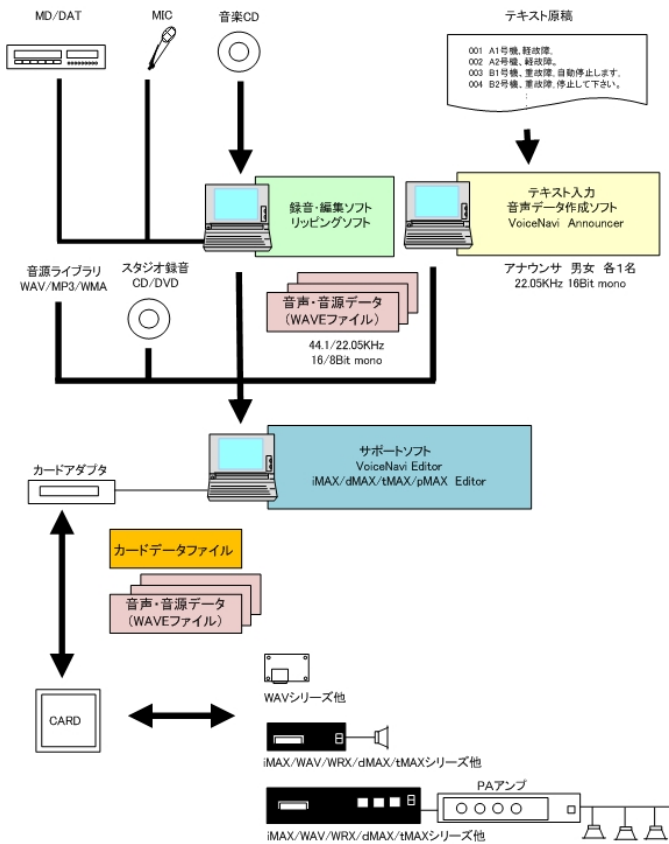 MD/DAT
MIC
音楽CD
テキスト原稿
001 A1号機、軽故障.
002 A2号機、軽故障。
003 B1号機、重故障.自動停止します.
004 B2号機、重故障.停止して下さい。
録音・編集ソフト
リッピングソフト
テキスト入力
音声データ作成ソフト
VoiceNavi Announcer
アナウンサ 男女 各1名
22.05KHz 16Bit mono
音源ライブラリ
WAV/MP3/WMA
スタジオ録音
CD/DVD
音声・音源データ
(WAVEファイル)
44.1/22.05KHz
16/8Bit mono
サポートソフト
VoiceNavi Editor
iMAX/dMAX/tMAX/pMAX Editor
カードアダプタ
カードデータファイル
音声・音源データ
(WAVEファイル)
CARD
WAVシリーズ他
iMAX/WAV/WRX/dMAX/tMAXシリーズ他
PAアンプ
iMAX/WAV/WRX/dMAX/tMAXシリーズ他